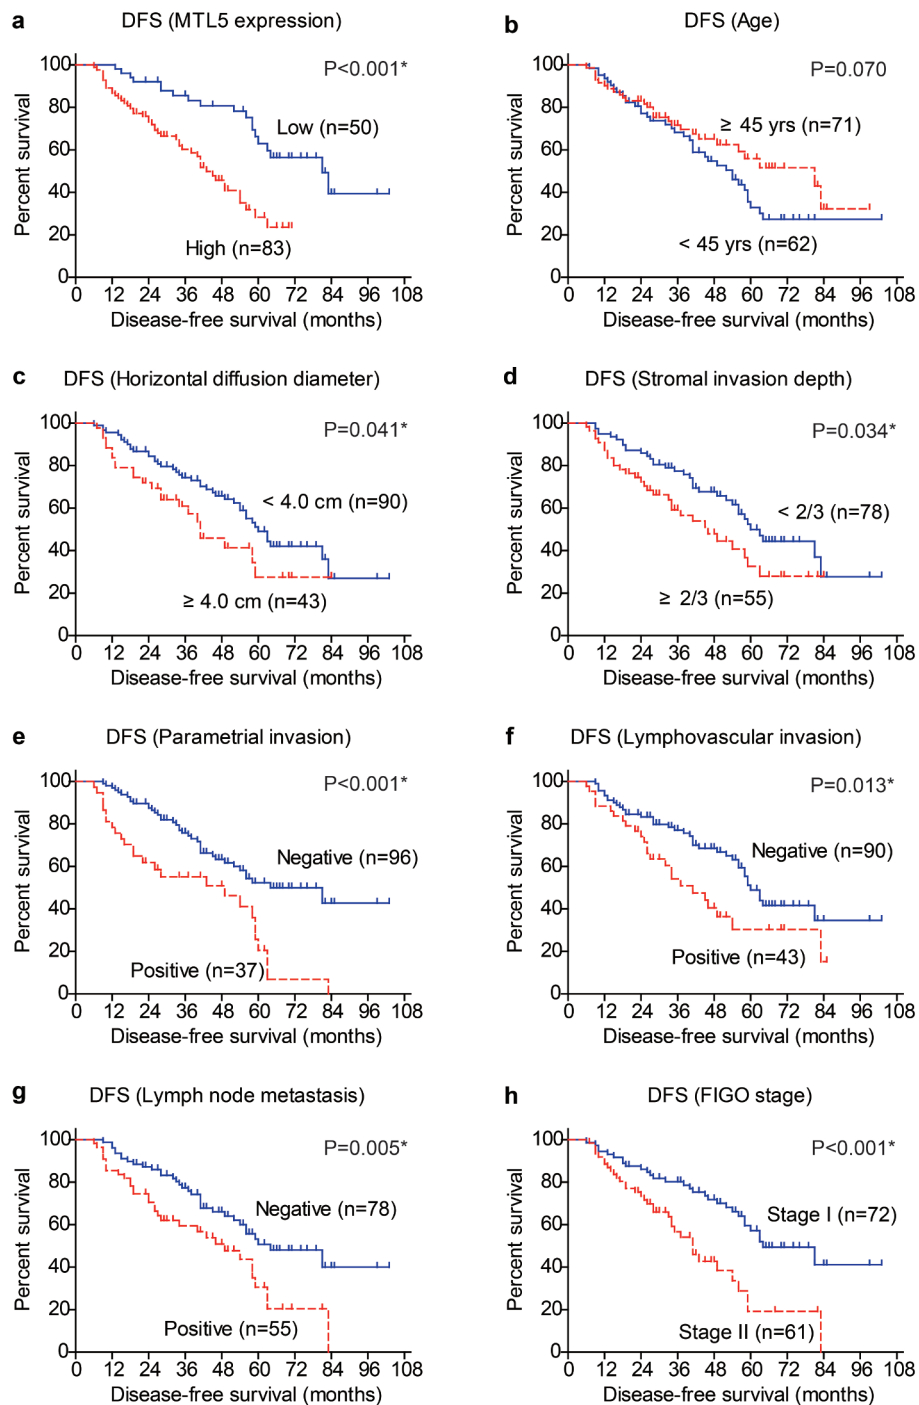 a DFS (MTL5 expression)
P<0.001*
100
80
60
40
20
0
Percent survival
Low (n=50)
High (n=83)
0 12 24 36 48 60 72 84 96 108
Disease-free survival (months)
b DFS (Age)
P=0.070
100
80
60
40
20
0
Percent survival
≥ 45 yrs (n=71)
< 45 yrs (n=62)
0 12 24 36 48 60 72 84 96 108
Disease-free survival (months)
c DFS (Horizontal diffusion diameter)
P=0.041*
100
80
60
40
20
0
Percent survival
< 4.0 cm (n=90)
≥ 4.0 cm (n=43)
0 12 24 36 48 60 72 84 96 108
Disease-free survival (months)
d DFS (Stromal invasion depth)
P=0.034*
100
80
60
40
20
0
Percent survival
< 2/3 (n=78)
≥ 2/3 (n=55)
0 12 24 36 48 60 72 84 96 108
Disease-free survival (months)
e DFS (Parametrial invasion)
P<0.001*
100
80
60
40
20
0
Percent survival
Negative (n=96)
Positive (n=37)
0 12 24 36 48 60 72 84 96 108
Disease-free survival (months)
f DFS (Lymphovascular invasion)
P=0.013*
100
80
60
40
20
0
Percent survival
Negative (n=90)
Positive (n=43)
0 12 24 36 48 60 72 84 96 108
Disease-free survival (months)
g DFS (Lymph node metastasis)
P=0.005*
100
80
60
40
20
0
Percent survival
Negative (n=78)
Positive (n=55)
0 12 24 36 48 60 72 84 96 108
Disease-free survival (months)
h DFS (FIGO stage)
P<0.001*
100
80
60
40
20
0
Percent survival
Stage I (n=72)
Stage II (n=61)
0 12 24 36 48 60 72 84 96 108
Disease-free survival (months)